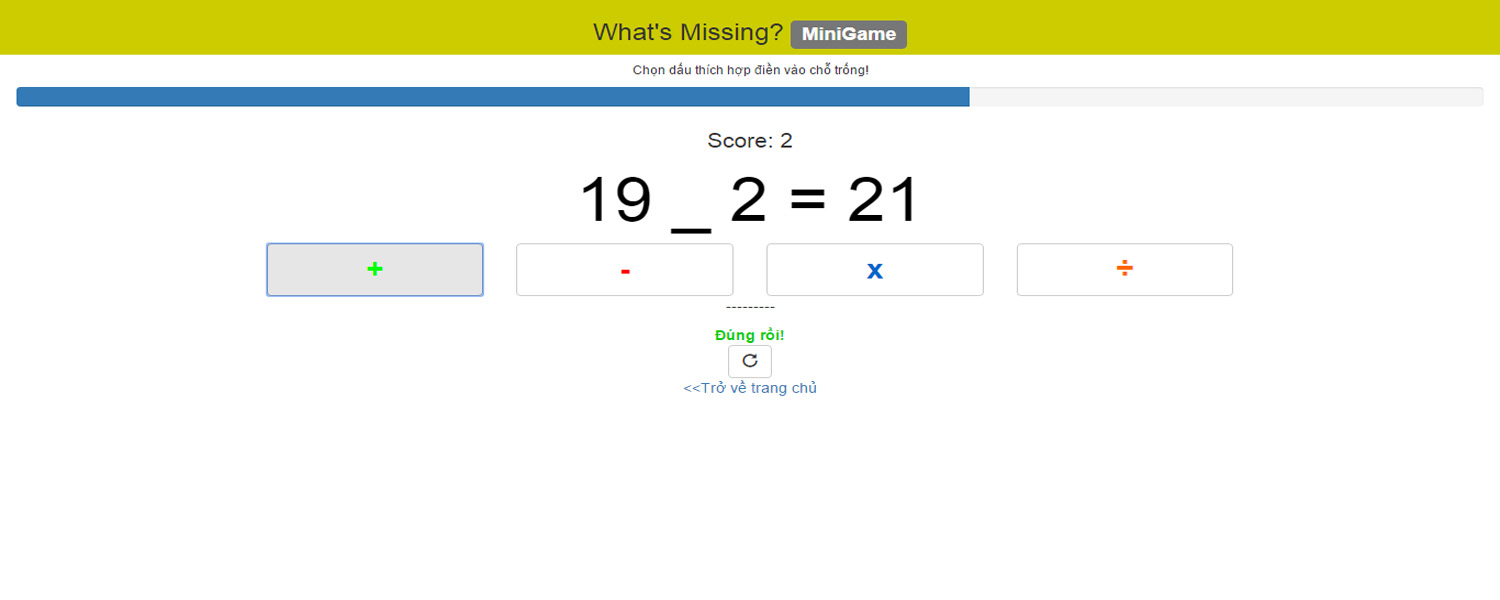 What's Missing? MiniGame
Chọn dấu thích hợp điền vào chỗ trống!
Score: 2
19 _ 2 = 21
+ - x ÷
---------
Đúng rồi!
<<Trở về trang chủ